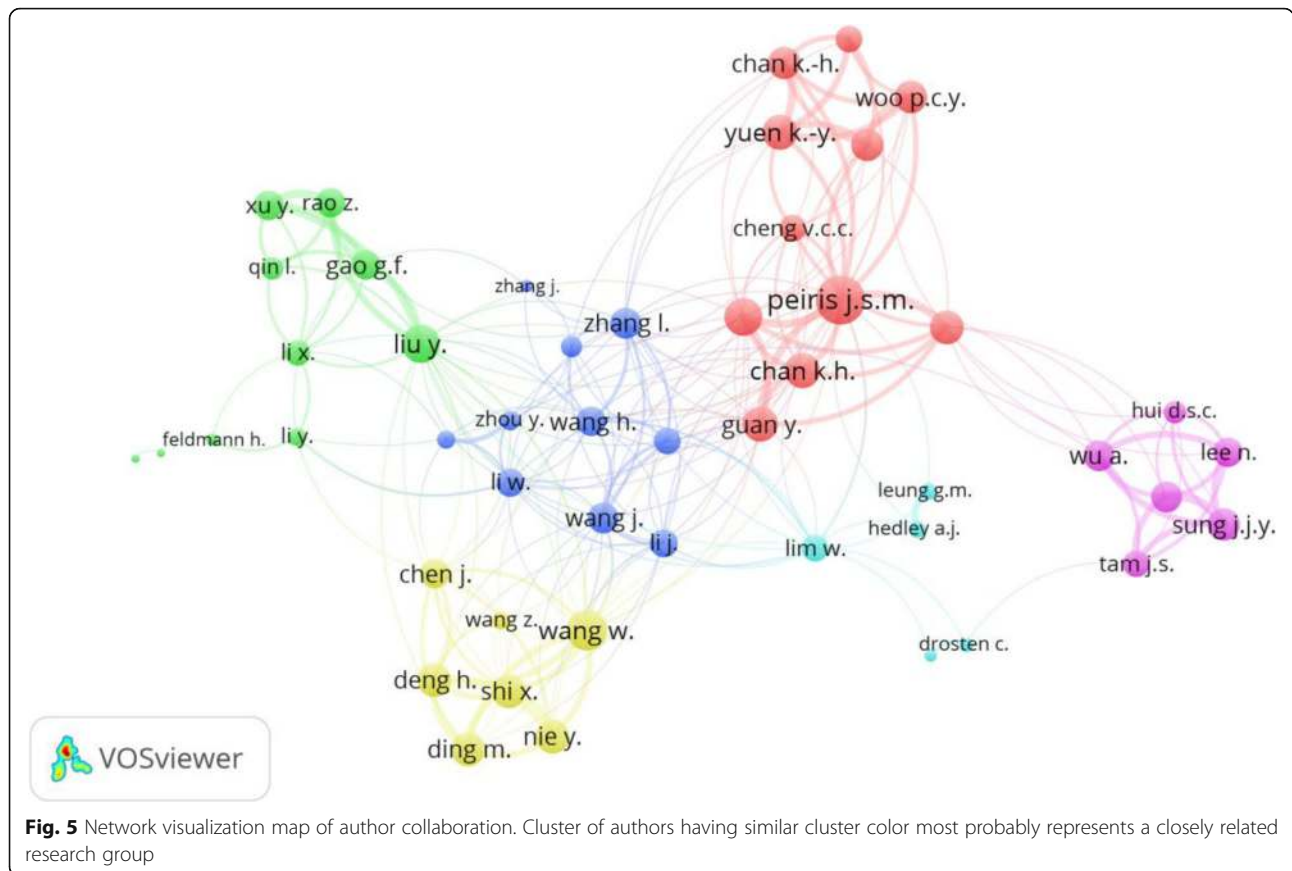 chan k.-h.
woo p.c.y.
yuen k.-y.
xu y. rao z.
cheng v.c.c.
qin l. gao g.f.
zhang j.
peiris j.s.m.
zhang l.
liu y.
li x.
chan k.h.
hui d.s.c.
zhou y. wang h.
guan y.
feldmann h. li y.
wu a. lee n.
li w.
leung g.m.
wang j.
hedley a.j.
sung j.j.y.
li j.
lim w.
tam j.s.
chen j.
wang z. wang w.
drosten c.
deng h. shi x.
nie y.
ding m.
VOSviewer
Fig. 5 Network visualization map of author collaboration. Cluster of authors having similar cluster color most probably represents a closely related
research group